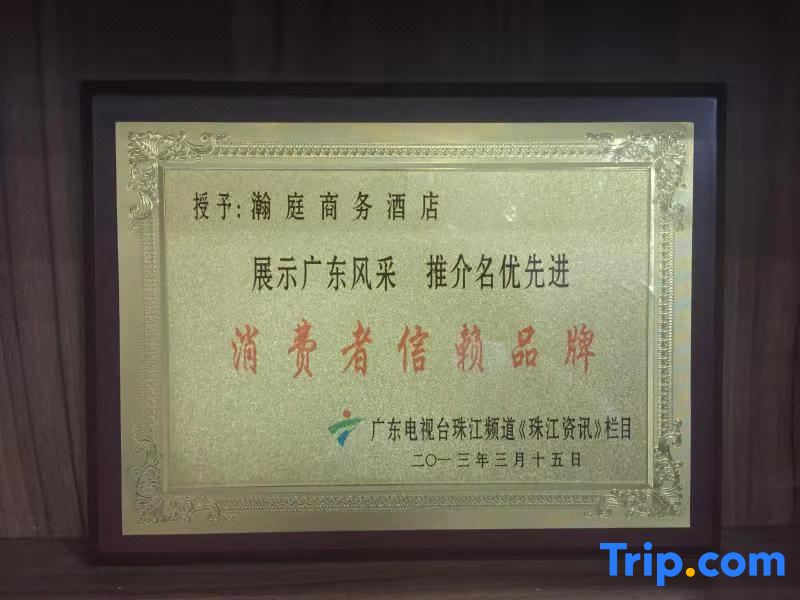 授予:瀚庭商务酒店
展示广东风采 推介名优先进
消费者信赖品牌
广东电视台珠江频道《珠江资讯》栏目
二〇一三年三月十五日
Trip.com